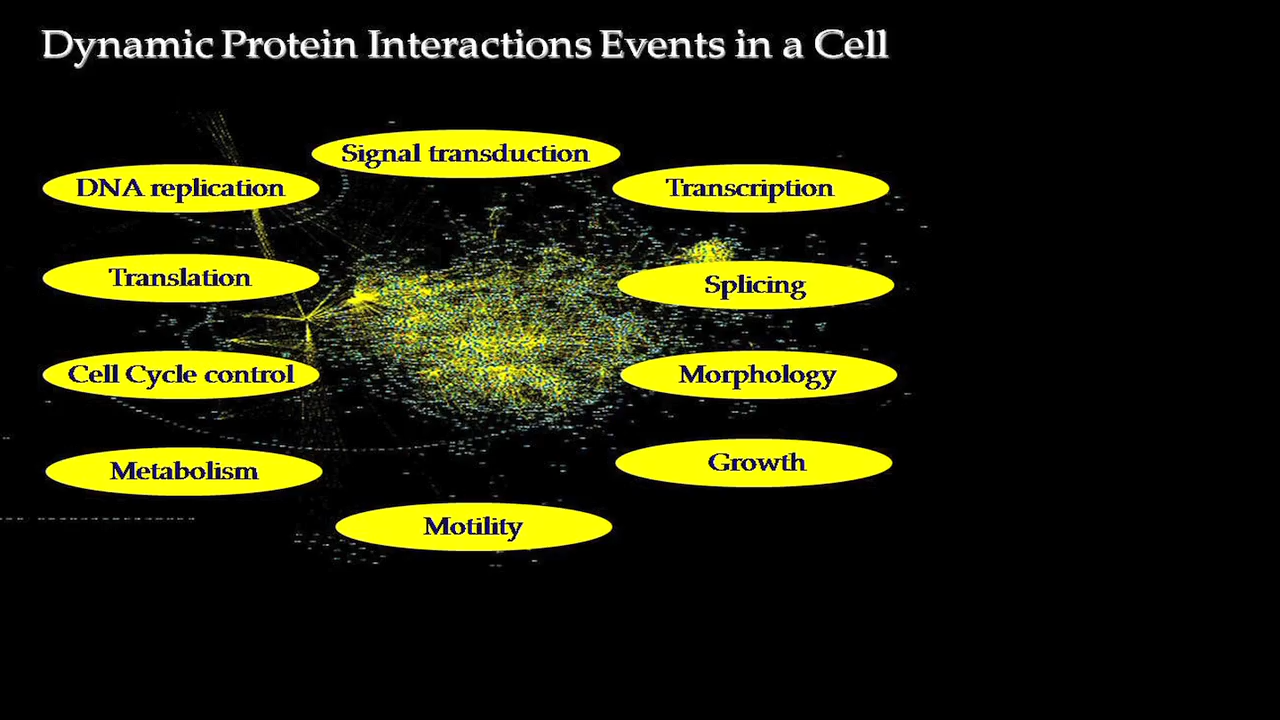 Dynamic Protein Interactions Events in a Cell
Signal transduction
DNA replication
Transcription
Translation
Splicing
Cell Cycle control
Morphology
Metabolism
Growth
Motility